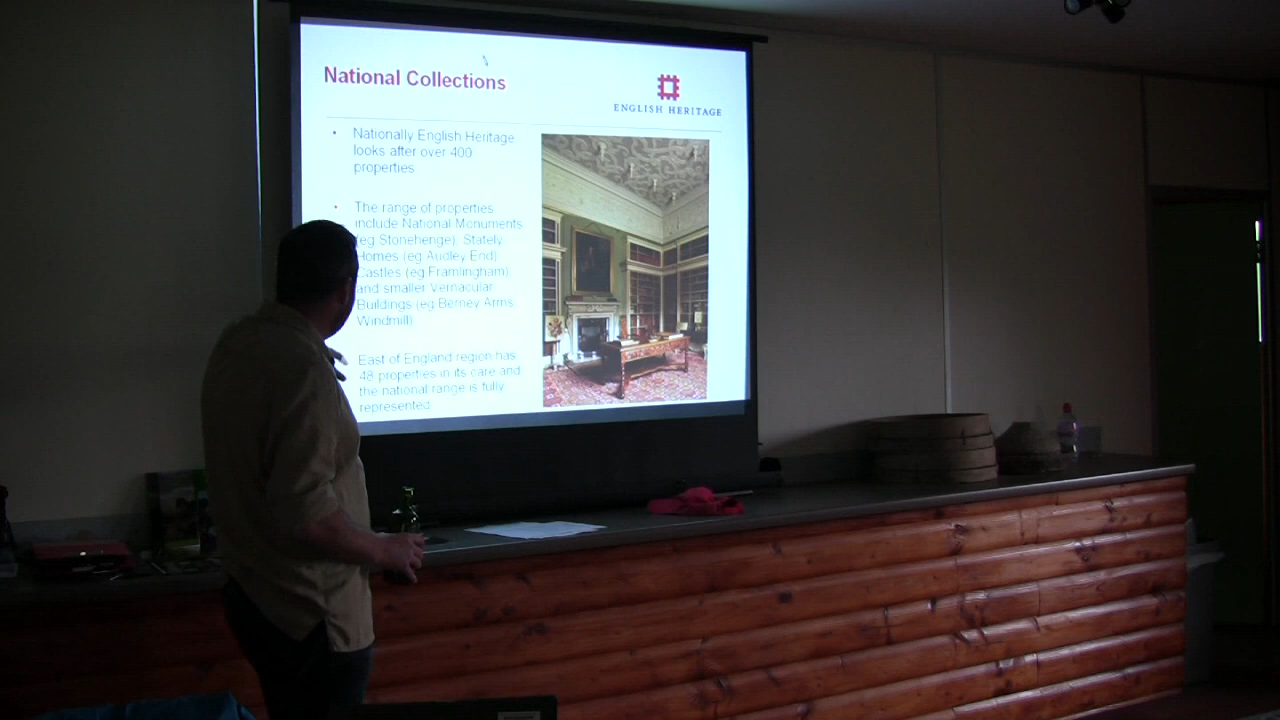 National Collections
ENGLISH HERITAGE
• Nationally English Heritage
looks after over 400
properties
• The range of properties
include National Monuments
(eg Stonehenge), Stately
Homes (eg Audley End)
Castles (eg Framlingham)
and smaller Vernacular
Buildings (eg Berney Arms
Windmill)
East of England region has
48 properties in its care and
the national range is fully
represented